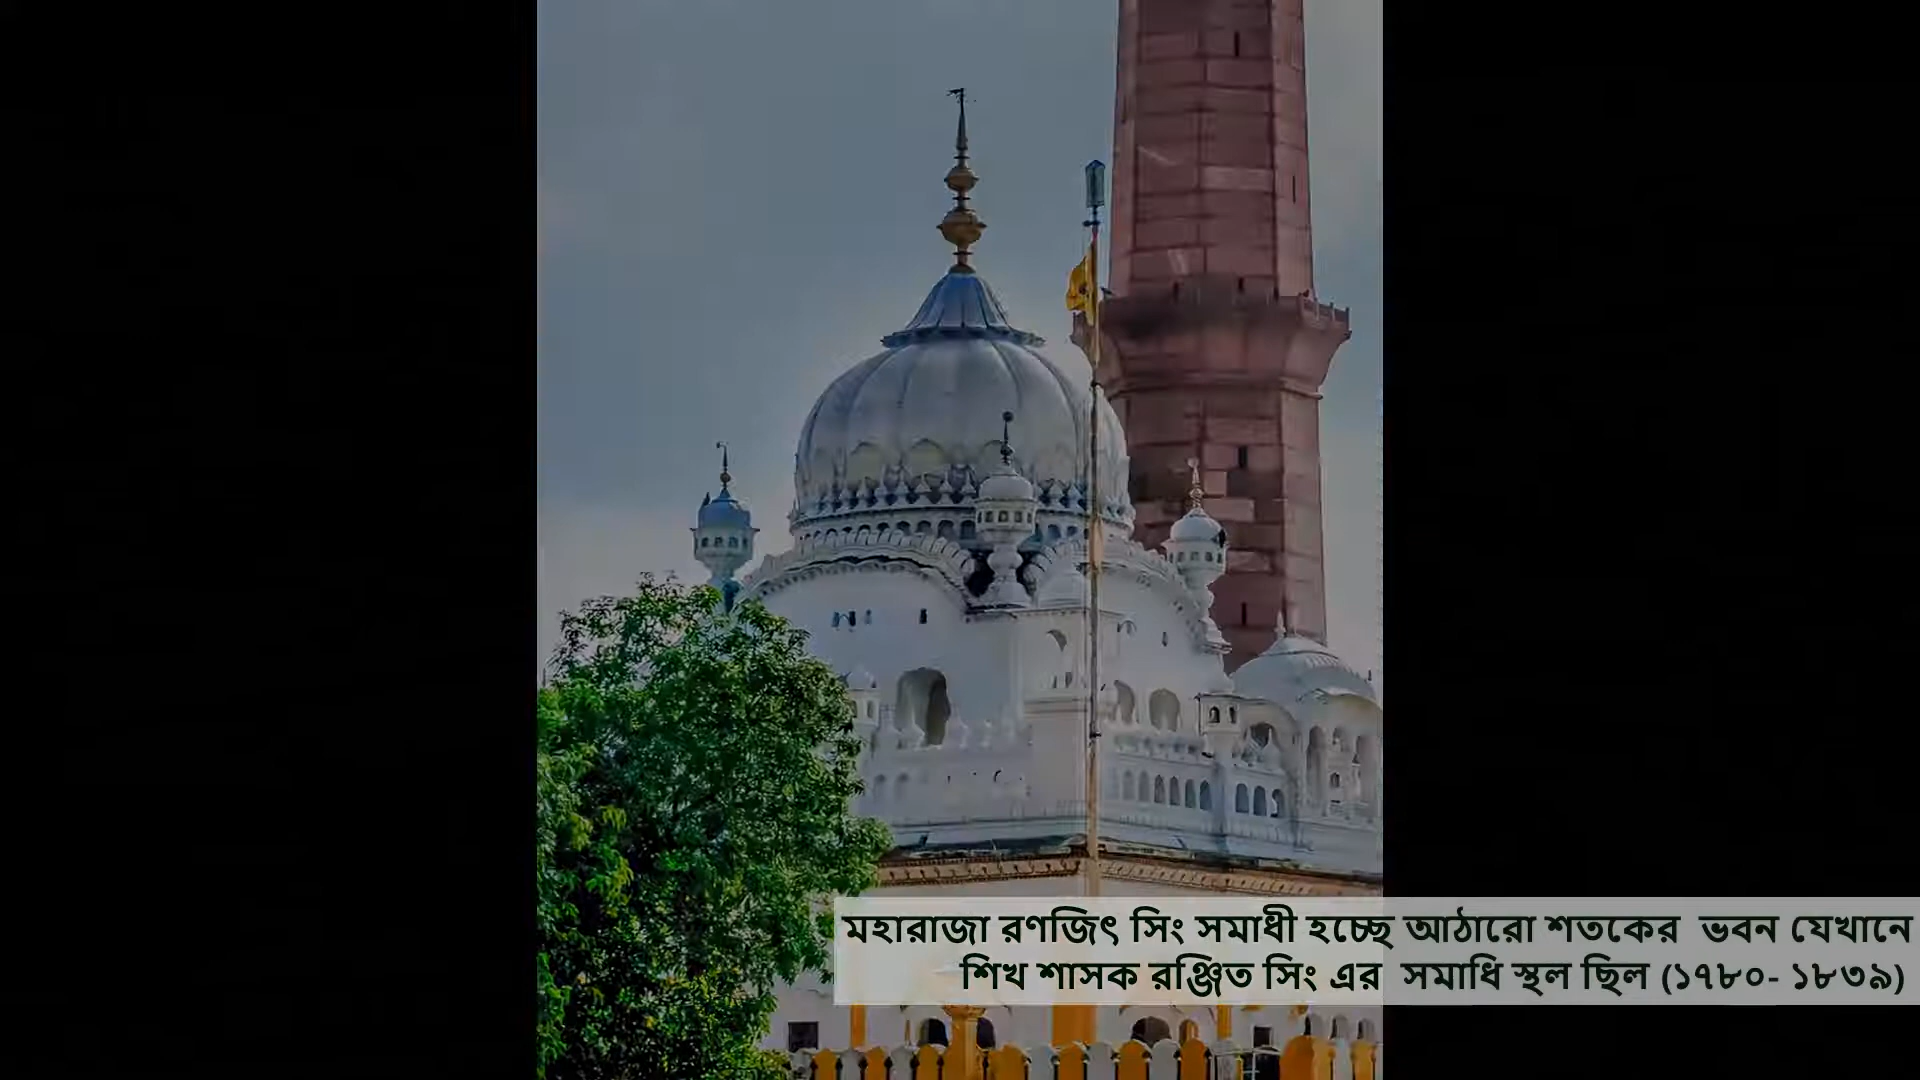 মহারাজা রণজিৎ সিং সমাধী হচ্ছে আঠারো শতকের ভবন যেখানে
শিখ শাসক রঞ্জিত সিং এর সমাধি স্থল ছিল (১৭৮০- ১৮৩৯)